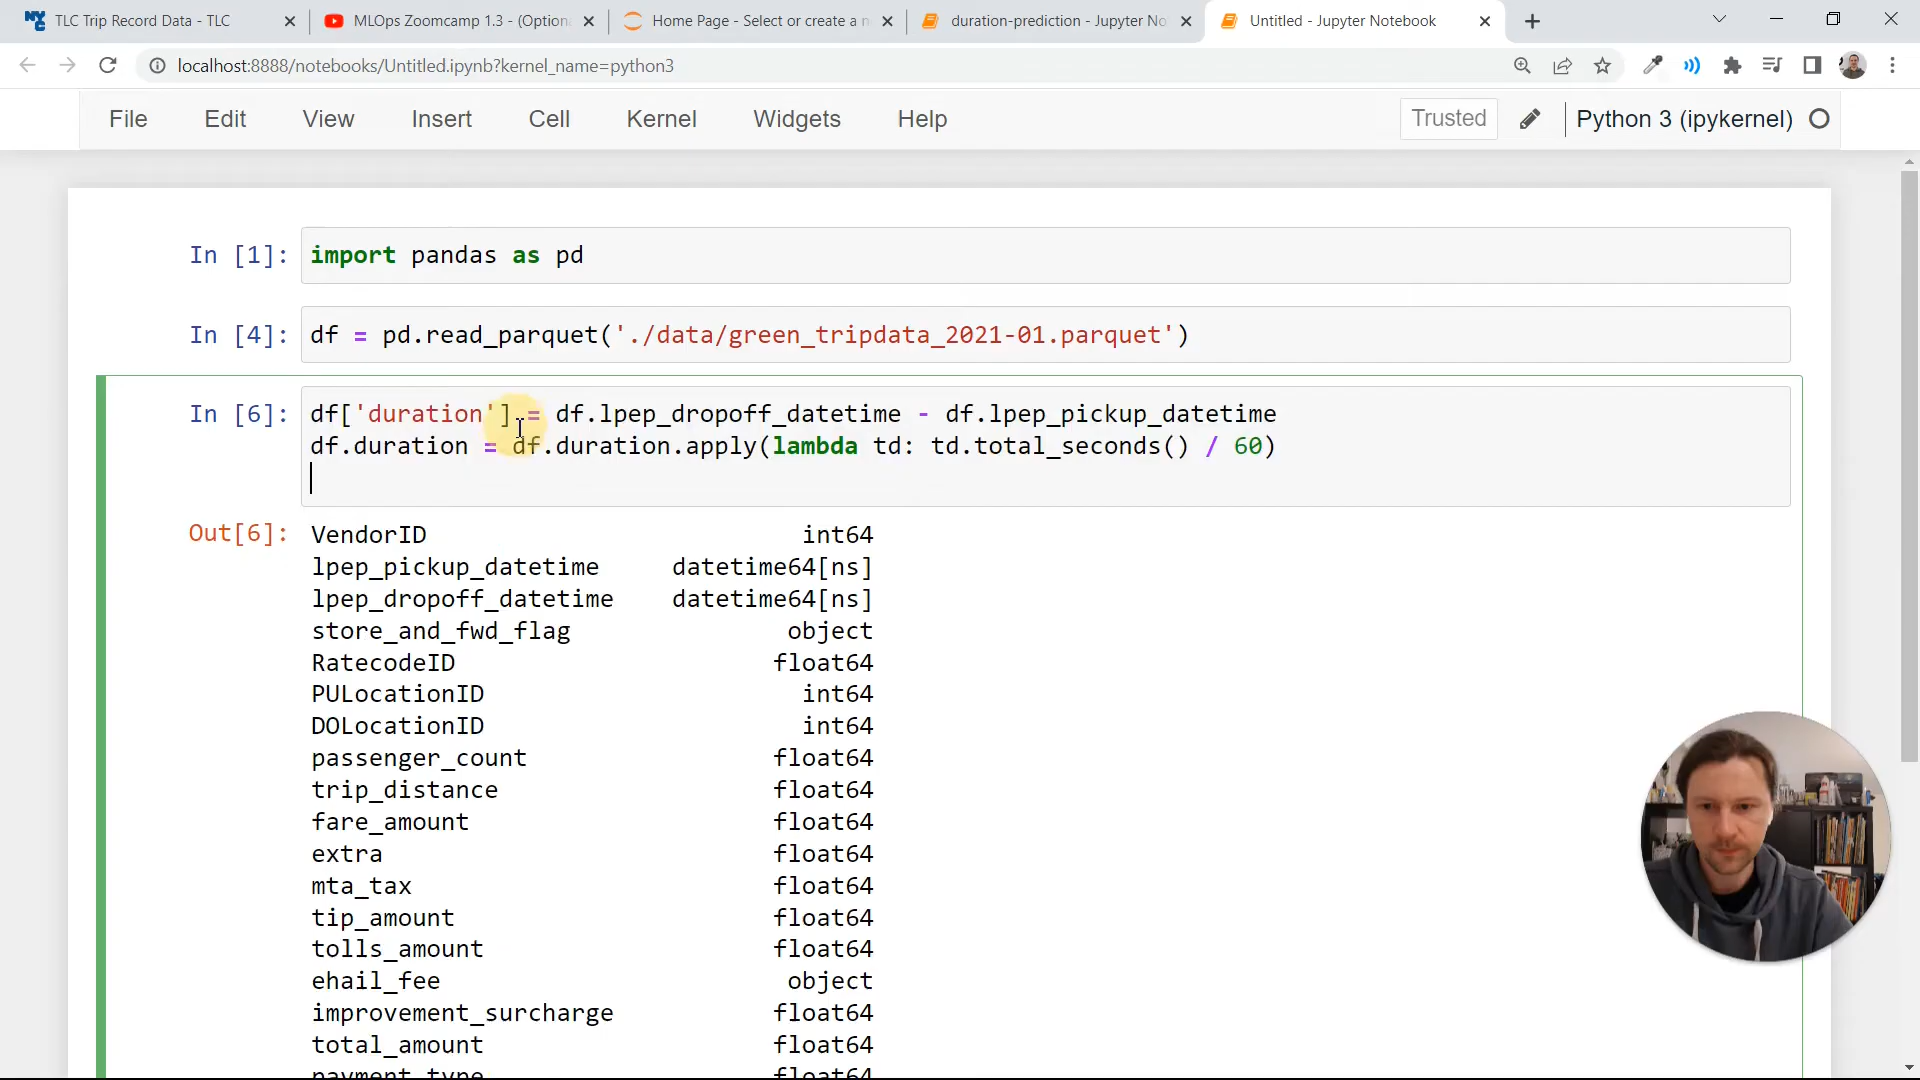 TLC Trip Record Data - TLC
MLOps Zoomcamp 1.3 - (Option
Home Page - Select or create a n
duration-prediction - Jupyter No
Untitled - Jupyter Notebook
localhost:8888/notebooks/Untitled.ipynb?kernel_name=python3
File Edit View Insert Cell Kernel Widgets Help Trusted Python 3 (ipykernel)
In [1]: import pandas as pd
In [4]: df = pd.read_parquet('./data/green_tripdata_2021-01.parquet')
In [6]: df['duration'] = df.lpep_dropoff_datetime - df.lpep_pickup_datetime
df.duration = df.duration.apply(lambda td: td.total_seconds() / 60)
Out[6]: VendorID int64
lpep_pickup_datetime datetime64[ns]
lpep_dropoff_datetime datetime64[ns]
store_and_fwd_flag object
RatecodeID float64
PULocationID int64
DOLocationID int64
passenger_count float64
trip_distance float64
fare_amount float64
extra float64
mta_tax float64
tip_amount float64
tolls_amount float64
ehail_fee object
improvement_surcharge float64
total_amount float64
payment_type float64